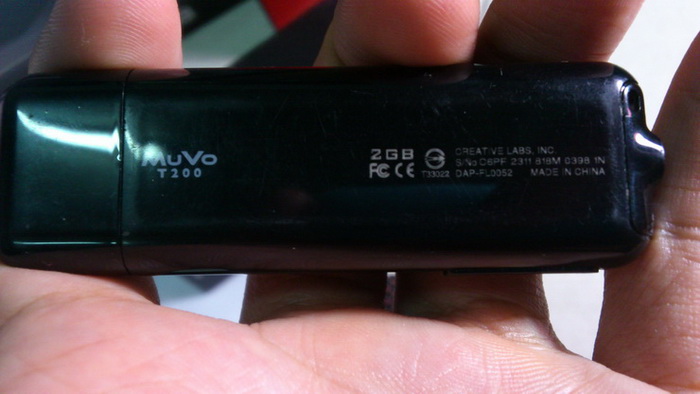 MuVo
T200
2GB
FC CE T33022
CREATIVE LABS, INC.
S/No C6PF 2311 818M 0398 1N
DAP-FL0052 MADE IN CHINA